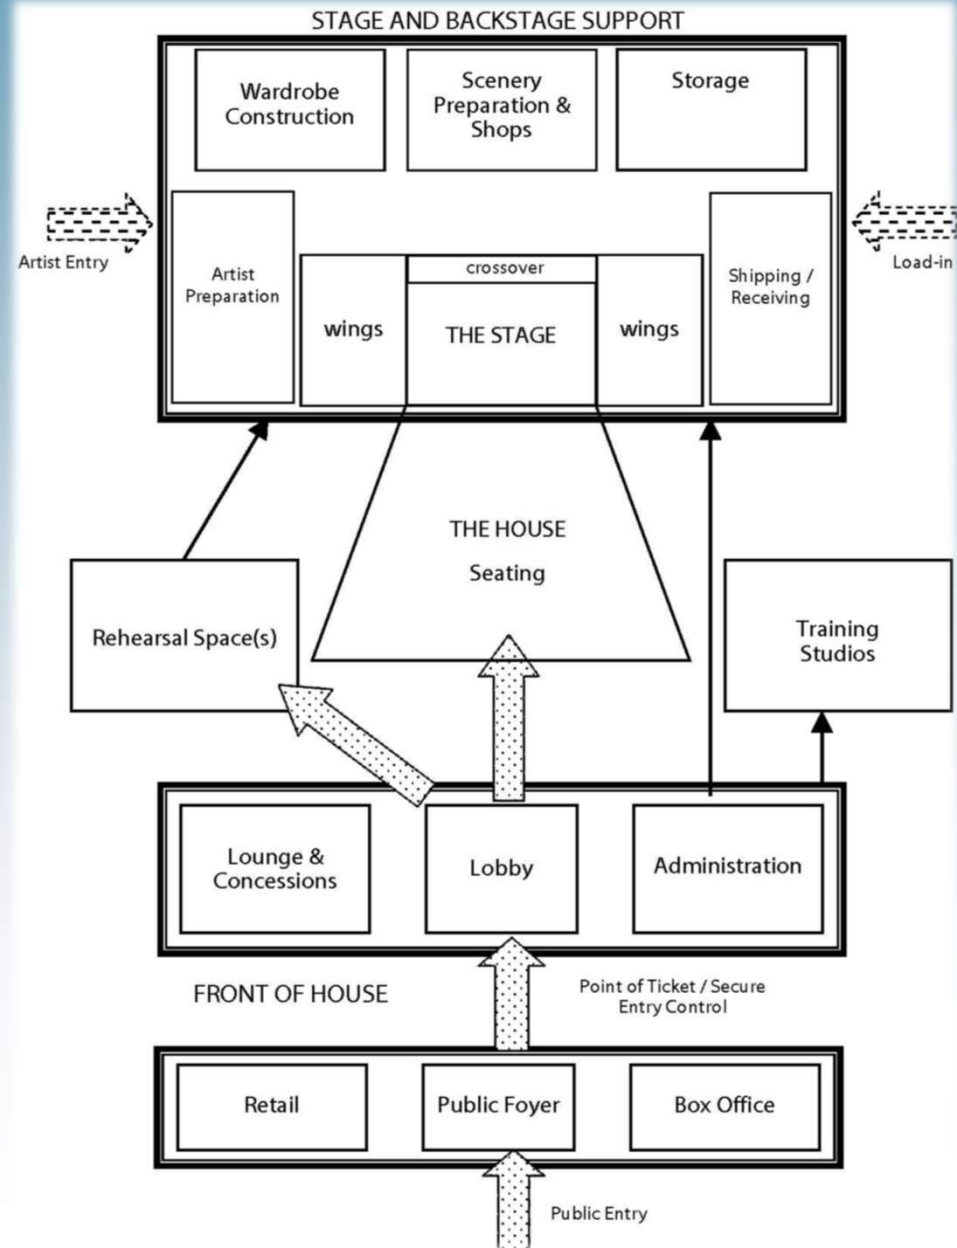 STAGE AND BACKSTAGE SUPPORT
Wardrobe
Construction
Scenery
Preparation &
Shops
Storage
Artist Entry
Artist
Preparation
wings
crossover
THE STAGE
wings
Shipping /
Receiving
Load-in
THE HOUSE
Seating
Rehearsal Space(s)
Training
Studios
Lounge &
Concessions
Lobby
Administration
FRONT OF HOUSE
Point of Ticket / Secure
Entry Control
Retail
Public Foyer
Box Office
Public Entry